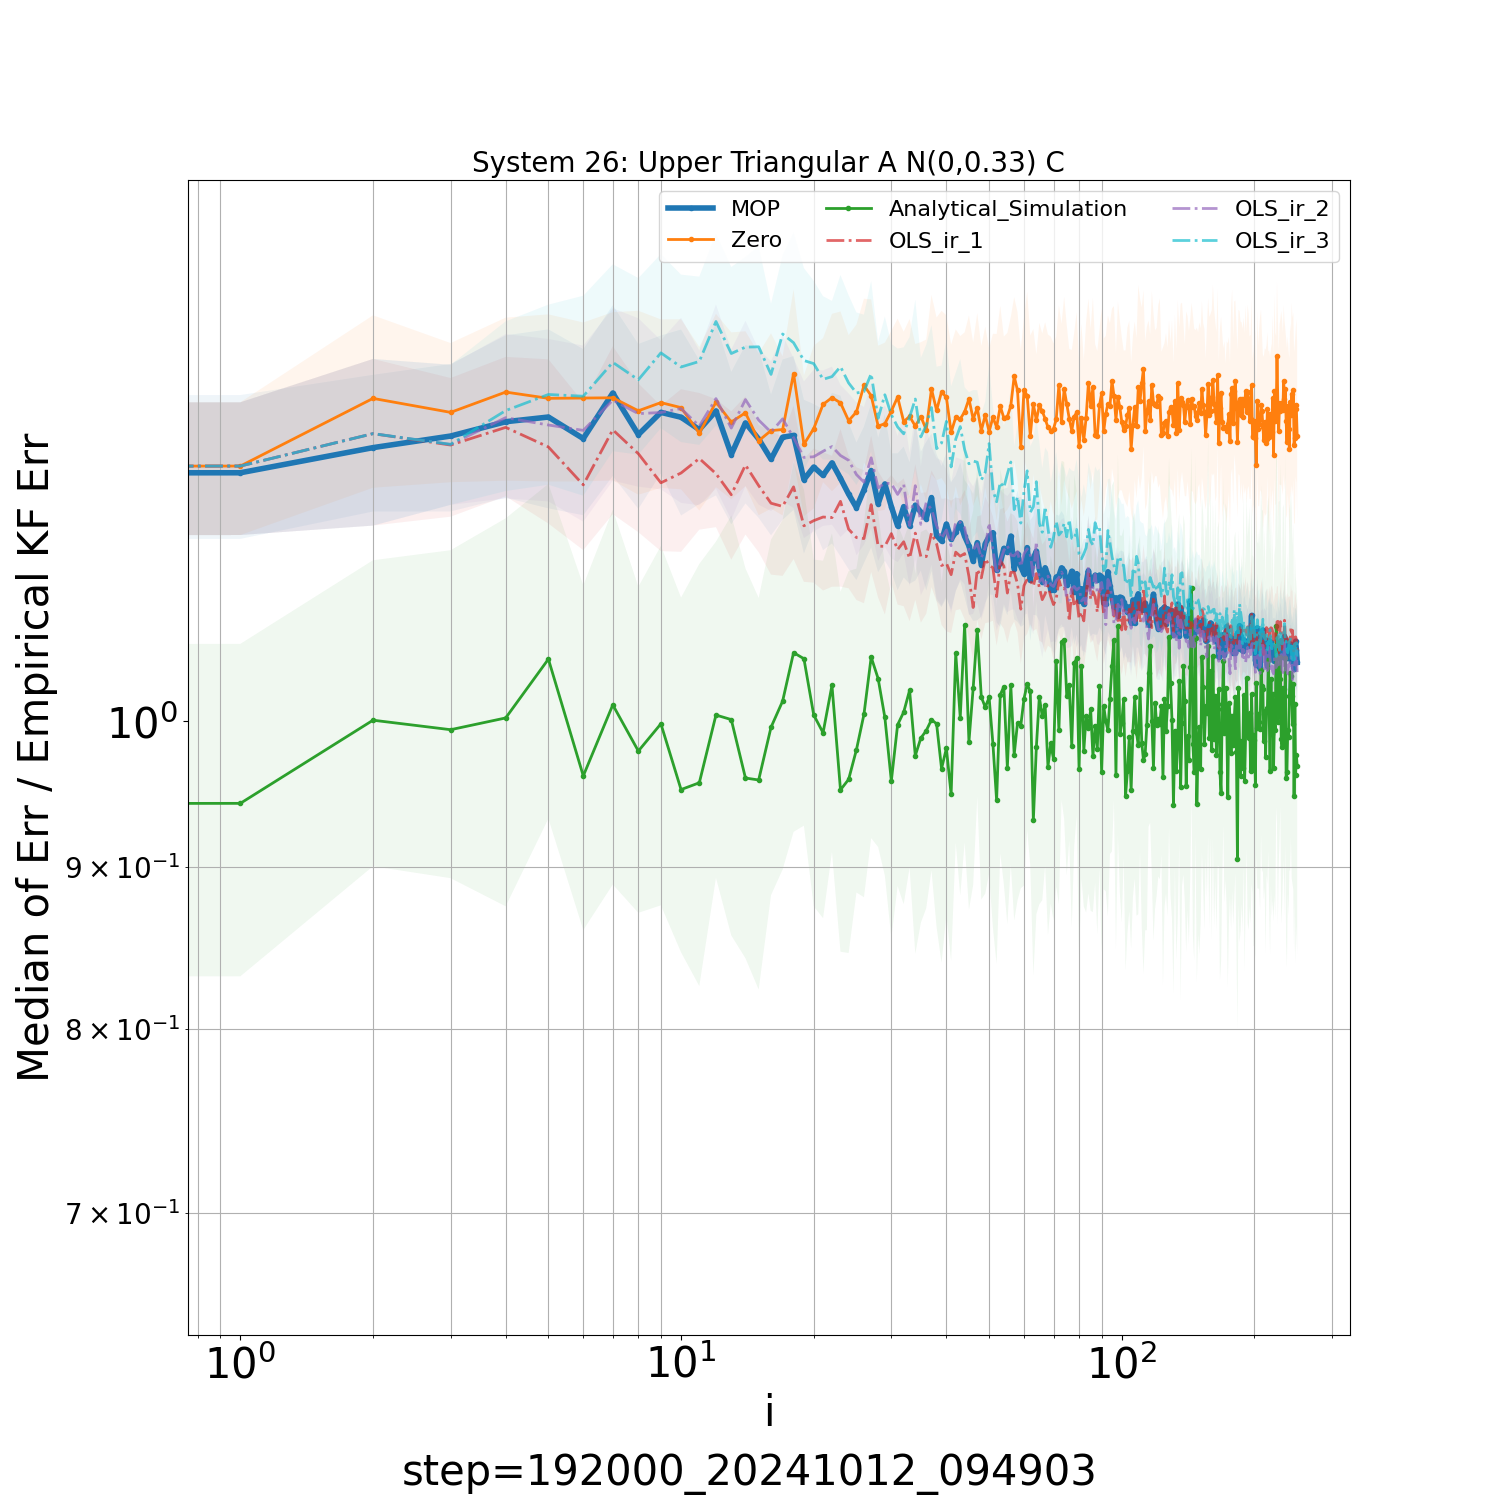 System 26: Upper Triangular A N(0,0.33) C
MOP
Zero
Analytical_Simulation
OLS_ir_1
OLS_ir_2
OLS_ir_3
Median of Err / Empirical KF Err
10⁰
9 × 10⁻¹
8 × 10⁻¹
7 × 10⁻¹
10⁰
10¹
10²
i
step=192000_20241012_094903